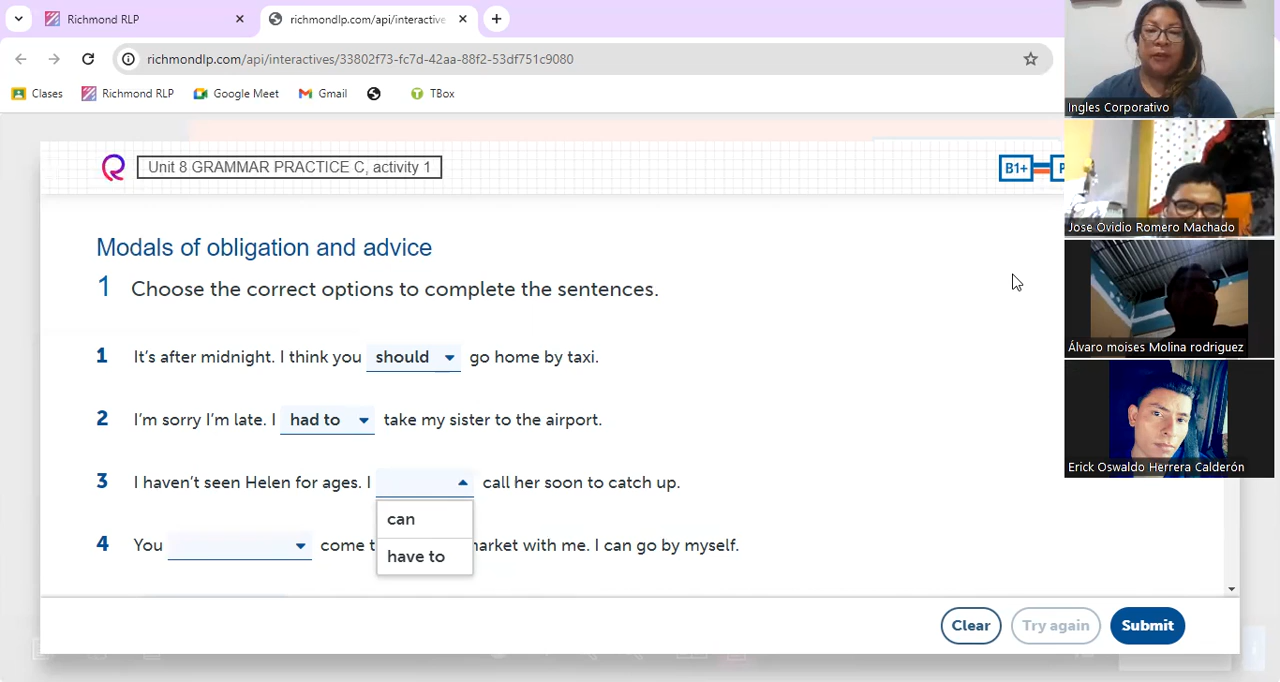 Richmond RLP
richmondlp.com/api/interactive
richmondlp.com/api/interactives/33802f73-fc7d-42aa-88f2-53df751c9080
Clases
Richmond RLP
Google Meet
Gmail
TBox
Ingles Corporativo
Jose Ovidio Romero Machado
Álvaro moises Molina rodriguez
Erick Oswaldo Herrera Calderón
Unit 8 GRAMMAR PRACTICE C, activity 1
B1+
Modals of obligation and advice
1 Choose the correct options to complete the sentences.
1 It's after midnight. I think you should go home by taxi.
2 I'm sorry I'm late. I had to take my sister to the airport.
3 I haven't seen Helen for ages. I call her soon to catch up.
can
have to
4 You come market with me. I can go by myself.
Clear Try again Submit